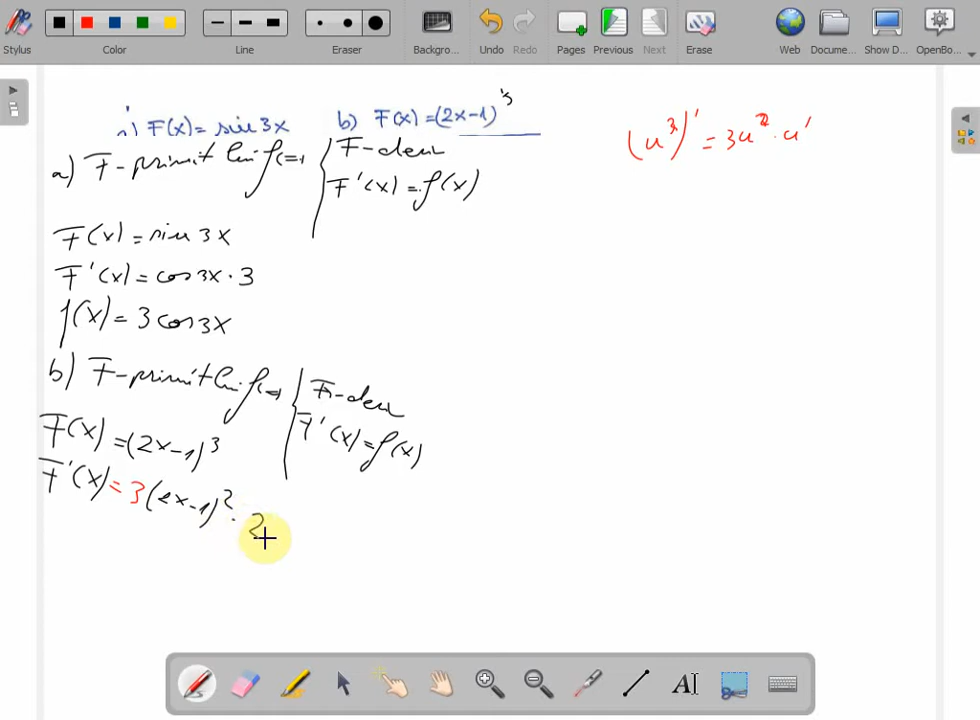 Stylus Color Line Eraser Backgro... Undo Redo Pages Previous Next Erase Web Docume... Show D... OpenBo...
a) F(x) = sin 3x b) F(x) = (2x-1)³
(u³)' = 3u² · u'
a) F-primit lui f <=> F-deriv
F'(x) = f(x)
F(x) = sin 3x
F'(x) = cos 3x · 3
f(x) = 3 cos 3x
b) F-primit lui f <=> F-deriv
F'(x) = f(x)
F(x) = (2x-1)³
F'(x) = 3(2x-1)² · 2